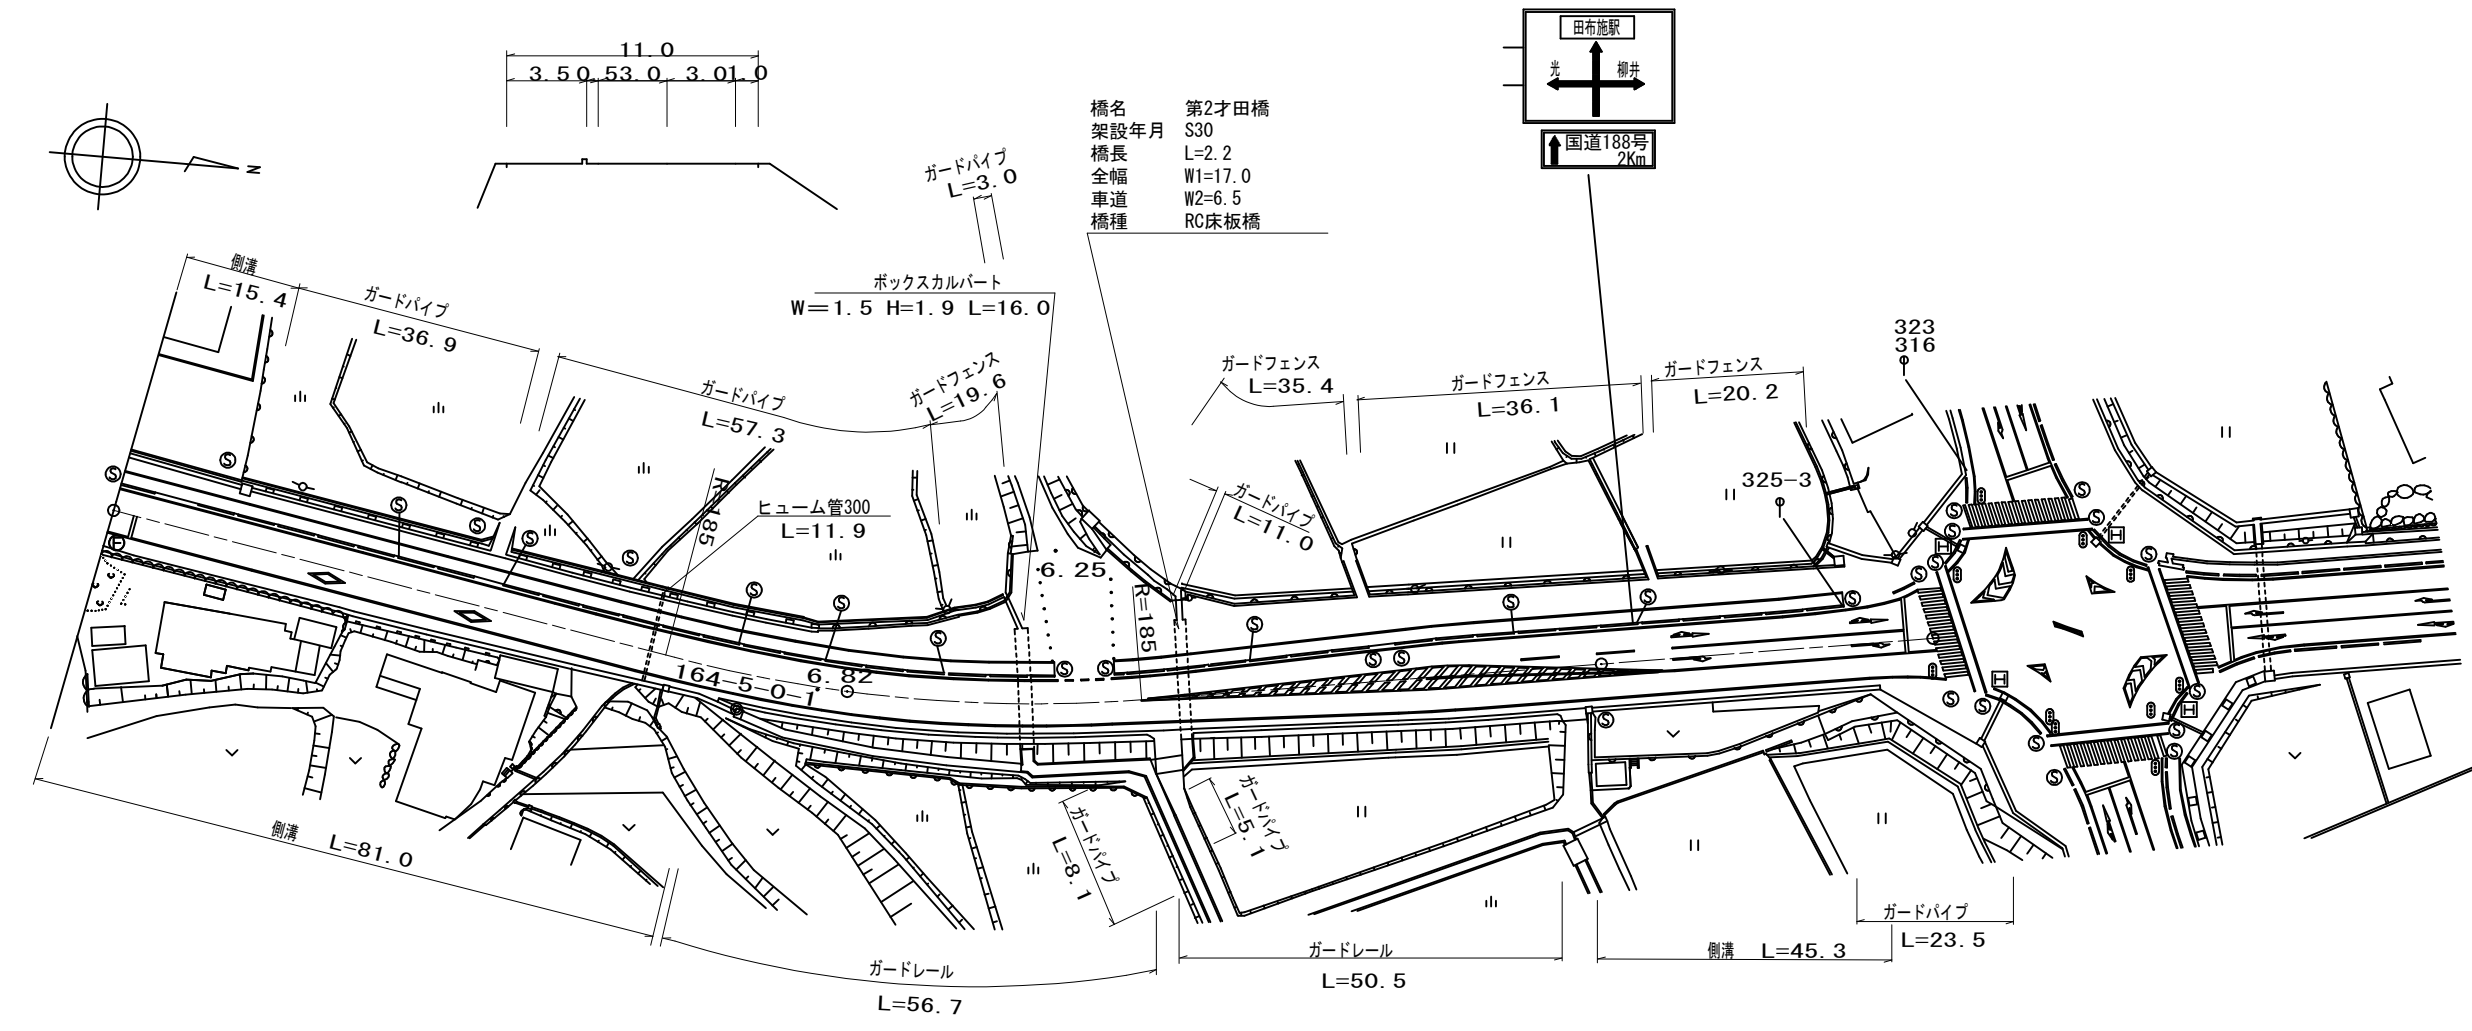 11.0
3.5 0.5 3.0 3.0 1.0
N
田布施駅
光 柳井
国道188号
2Km
橋名 第2才田橋
架設年月 S30
橋長 L=2.2
全幅 W1=17.0
車道 W2=6.5
橋種 RC床板橋
ガードパイプ
L=3.0
ボックスカルバート
W=1.5 H=1.9 L=16.0
側溝
L=15.4
ガードパイプ
L=36.9
ガードパイプ
L=57.3
ガードフェンス
L=19.6
ガードフェンス
L=35.4
ガードフェンス
L=36.1
ガードフェンス
L=20.2
323
316
325-3
ガードパイプ
L=11.0
ヒューム管300
L=11.9
R=185
6.25
R=185
6.82
164-5-0-1
ガードパイプ
L=5.1
ガードパイプ
L=8.1
側溝
L=81.0
ガードレール
L=56.7
ガードレール
L=50.5
側溝 L=45.3
ガードパイプ
L=23.5